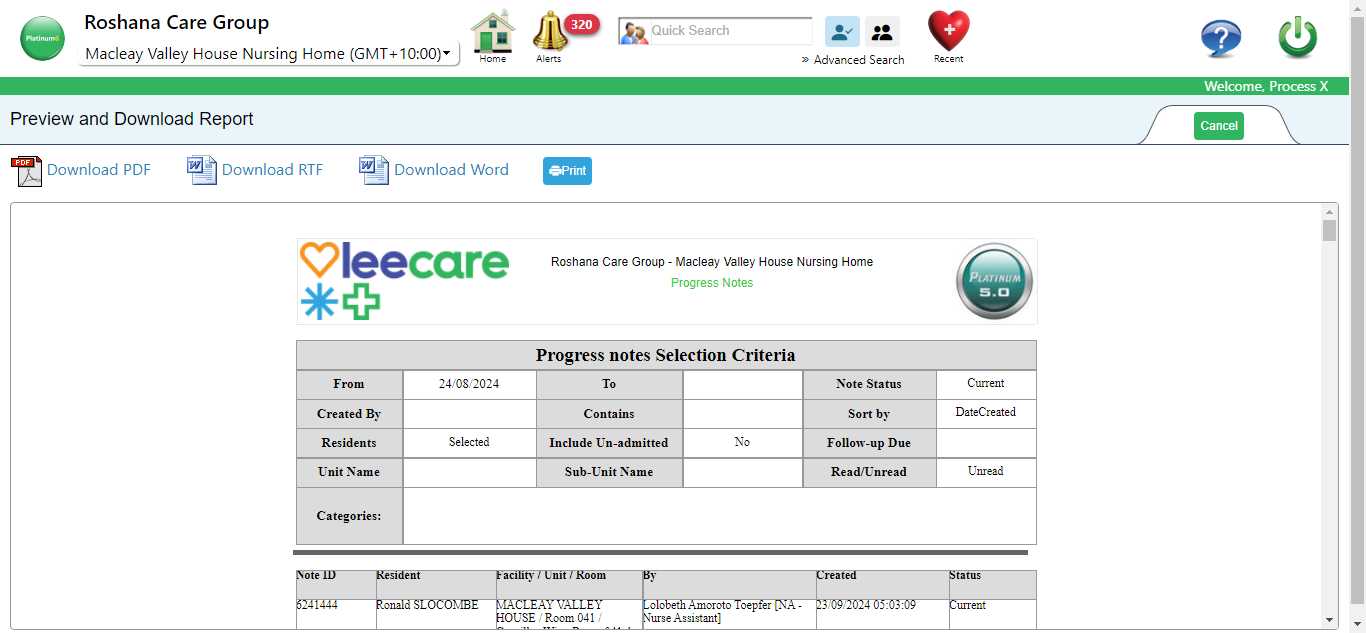 Platinum5
Roshana Care Group
Macleay Valley House Nursing Home (GMT+10:00)
Home
Alerts
320
Quick Search
» Advanced Search
Recent
Welcome, Process X
Preview and Download Report
Cancel
Download PDF
Download RTF
Download Word
Print
leecare
Roshana Care Group - Macleay Valley House Nursing Home
Progress Notes
PLATINUM
5.0
Progress notes Selection Criteria
From 24/08/2024 To Note Status Current
Created By Contains Sort by DateCreated
Residents Selected Include Un-admitted No Follow-up Due
Unit Name Sub-Unit Name Read/Unread Unread
Categories:
Note ID Resident Facility / Unit / Room By Created Status
6241444 Ronald SLOCOMBE MACLEAY VALLEY Lolobeth Amoroto Toepfer [NA - 23/09/2024 05:03:09 Current
HOUSE / Room 041 / Nurse Assistant]